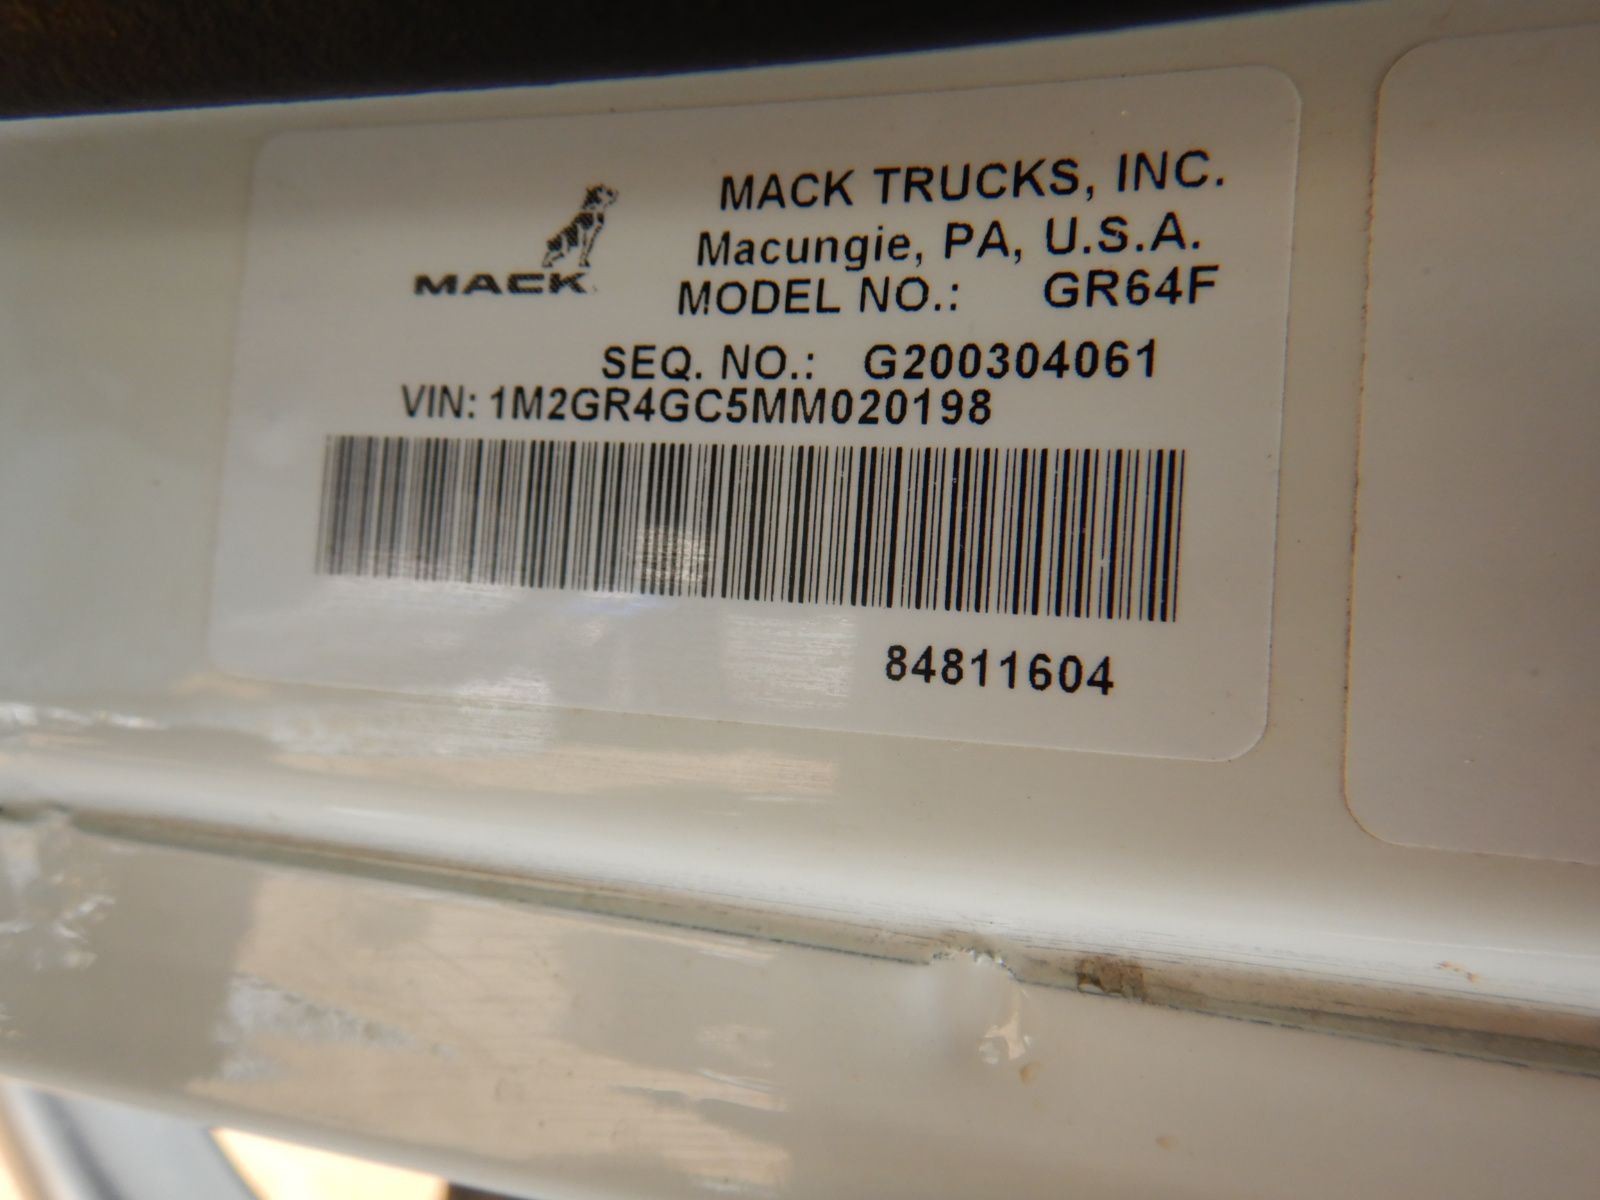 MACK
MACK TRUCKS, INC.
Macungie, PA, U.S.A.
MODEL NO.: GR64F
SEQ. NO.: G200304061
VIN: 1M2GR4GC5MM020198
84811604